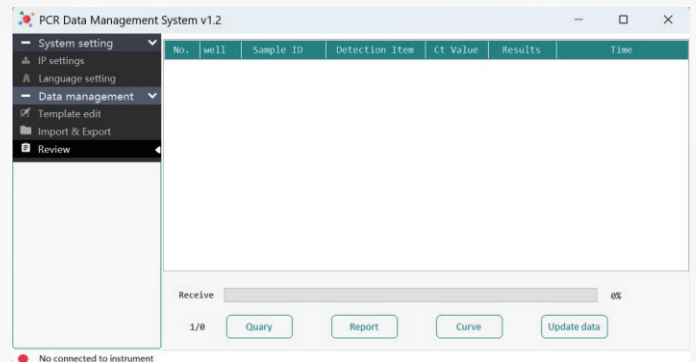 PCR Data Management System v1.2
System setting
IP settings
Language setting
Data management
Template edit
Import & Export
Review
No. well Sample ID Detection Item Ct Value Results Time
Receive 0%
1/0 Quary Report Curve Update data
No connected to instrument